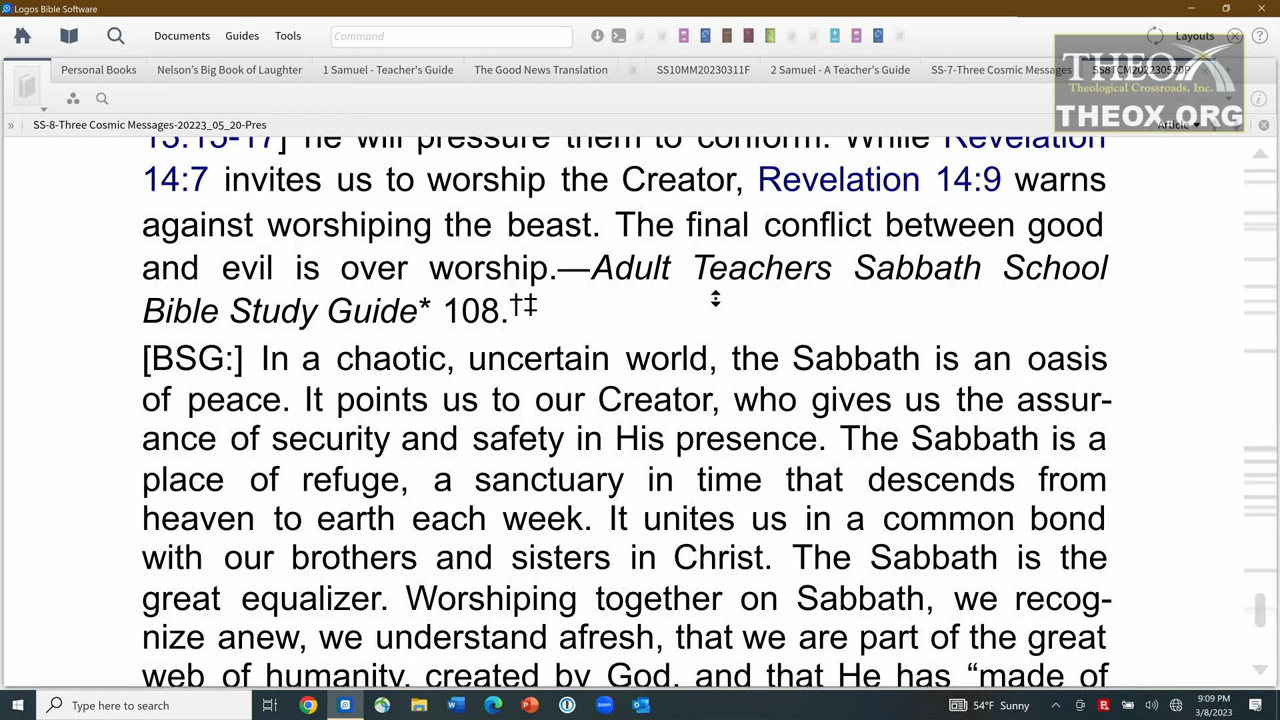 Logos Bible Software
Documents Guides Tools Command Layouts
Personal Books Nelson's Big Book of Laughter The Good News Translation SS10MM20230311F 2 Samuel - A Teacher's Guide SS-7-Three Cosmic Messages
THEOX
Theological Crossroads, Inc.
THEOX.ORG
SS-8-Three Cosmic Messages-20223_05_20-Pres Article
13:15-17] he will pressure them to conform. While Revelation
14:7 invites us to worship the Creator, Revelation 14:9 warns
against worshiping the beast. The final conflict between good
and evil is over worship.—Adult Teachers Sabbath School
Bible Study Guide* 108.†‡
[BSG:] In a chaotic, uncertain world, the Sabbath is an oasis
of peace. It points us to our Creator, who gives us the assur-
ance of security and safety in His presence. The Sabbath is a
place of refuge, a sanctuary in time that descends from
heaven to earth each week. It unites us in a common bond
with our brothers and sisters in Christ. The Sabbath is the
great equalizer. Worshiping together on Sabbath, we recog-
nize anew, we understand afresh, that we are part of the great
web of humanity, created by God, and that He has “made of
Type here to search 54°F Sunny 9:09 PM
3/8/2023